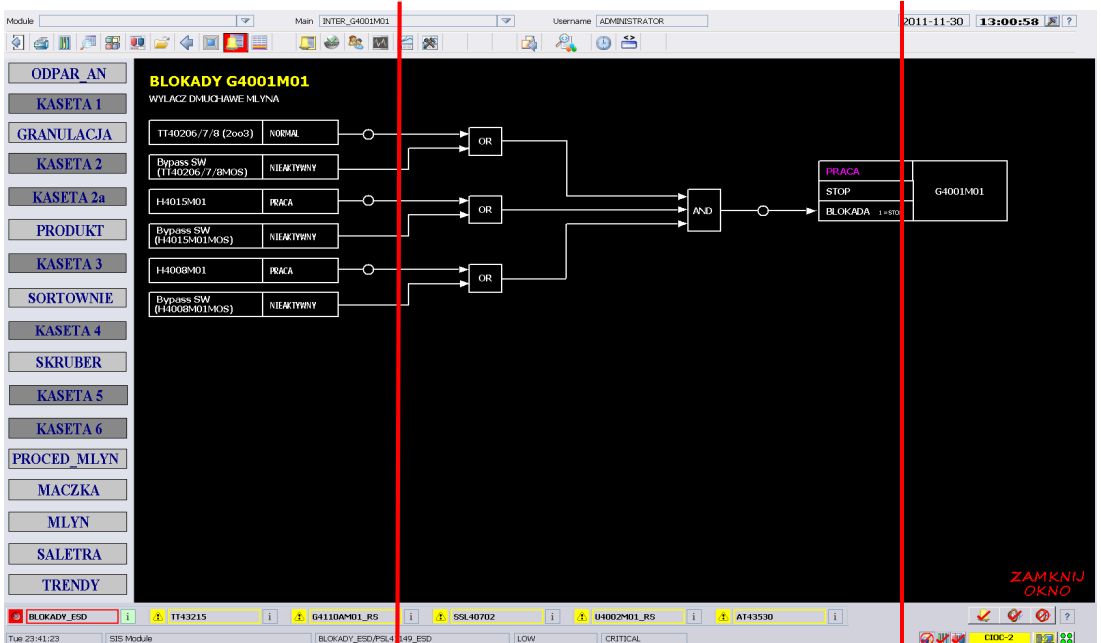 Module Main INTER_G4001M01 Username ADMINISTRATOR 2011-11-30 13:00:58 ?
ODPAR_AN
KASETA 1
GRANULACJA
KASETA 2
KASETA 2a
PRODUKT
KASETA 3
SORTOWNIE
KASETA 4
SKRUBER
KASETA 5
KASETA 6
PROCED_MLYN
MACZKA
MLYN
SALETRA
TRENDY
BLOKADY G4001M01
WYLACZ DMUCHAWE MLYNA
TT40206/7/8 (2oo3) NORMAL
Bypass SW
(TT40206/7/8MOS) NIEAKTYWNY
H4015M01 PRACA
Bypass SW
(H4015M01MOS) NIEAKTYWNY
H4008M01 PRACA
Bypass SW
(H4008M01MOS) NIEAKTYWNY
OR
OR
OR
AND
PRACA
STOP
BLOKADA 1=STO
G4001M01
ZAMKNIJ
OKNO
BLOKADY_ESD i TT43215 i G4110AM01_RS i SSL40702 i U4002M01_RS i AT43530 i ?
Tue 23:41:23 SIS Module LOW CRITICAL CIOC-2